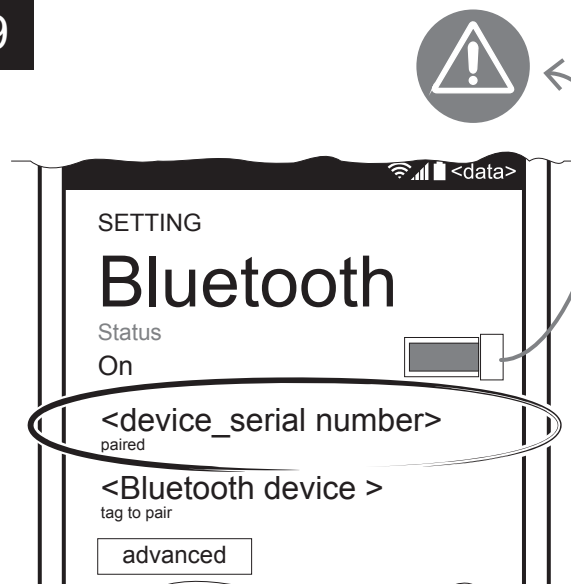 9
<data>
SETTING
Bluetooth
Status
On
<device_serial number>
paired
<Bluetooth device >
tag to pair
advanced